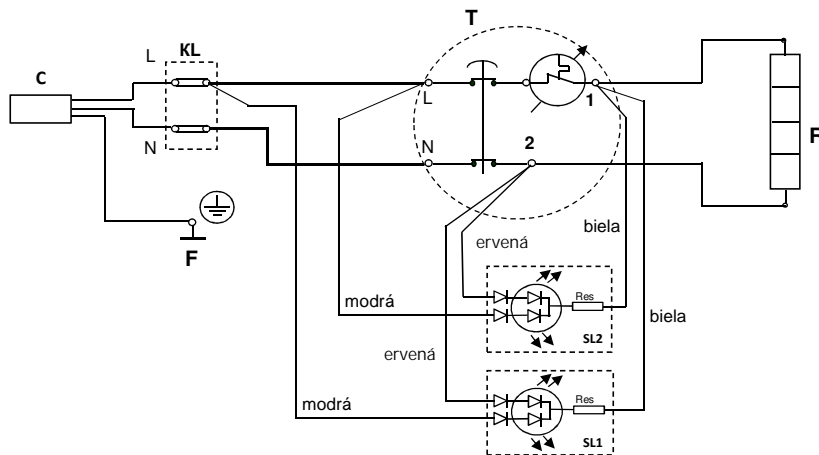 T
L
KL
C
L
1
N
N
2
F
F
biela
ervená
Res
modrá
SL2
biela
ervená
Res
modrá
SL1